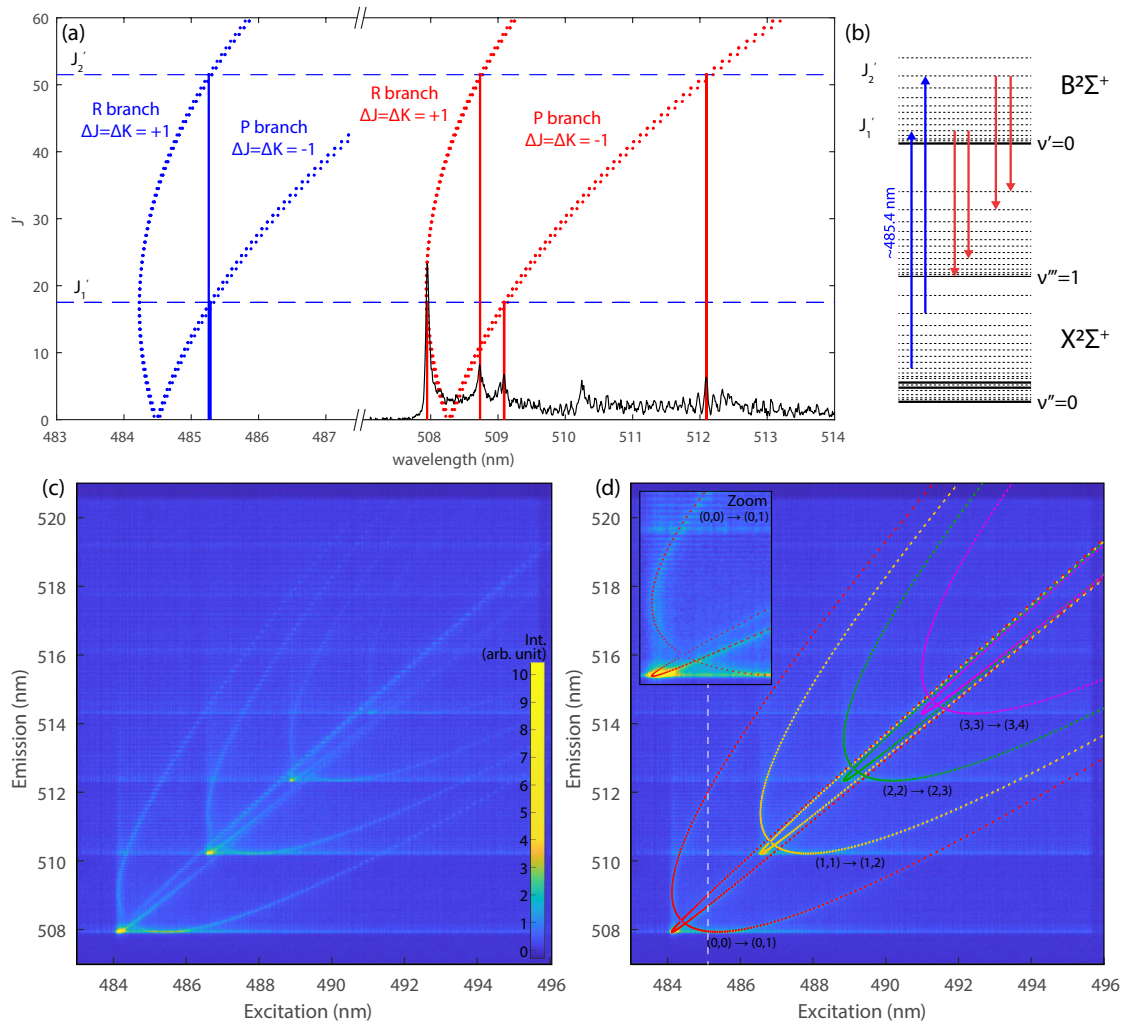 (a)
60
50
40
30
20
10
0
J'
J₂'
J₁'
R branch
ΔJ=ΔK = +1
P branch
ΔJ=ΔK = -1
R branch
ΔJ=ΔK = +1
P branch
ΔJ=ΔK = -1
//
//
483 484 485 486 487 508 509 510 511 512 513 514
wavelength (nm)
(b)
J₂'
J₁'
B²Σ⁺
ν'=0
~485.4 nm
ν'''=1
X²Σ⁺
ν''=0
(c)
520
518
516
514
512
510
508
Emission (nm)
Int.
(arb. unit)
10
9
8
7
6
5
4
3
2
1
0
484 486 488 490 492 494 496
Excitation (nm)
(d)
Zoom
(0,0) → (0,1)
520
518
516
514
512
510
508
Emission (nm)
(3,3) → (3,4)
(2,2) → (2,3)
(1,1) → (1,2)
(0,0) → (0,1)
484 486 488 490 492 494 496
Excitation (nm)